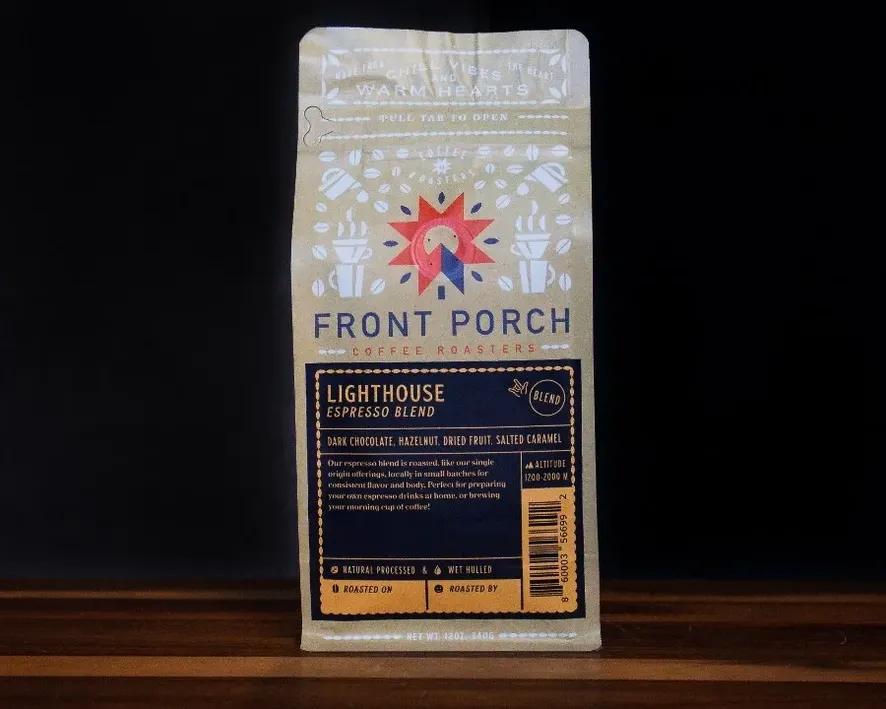 MADE FROM CHILL VIBES THE HEART
AND
WARM HEARTS
PULL TAB TO OPEN
COFFEE
ROASTERS
FRONT PORCH
COFFEE ROASTERS
LIGHTHOUSE
ESPRESSO BLEND
BLEND
DARK CHOCOLATE, HAZELNUT, DRIED FRUIT, SALTED CARAMEL
Our espresso blend is roasted, like our single
origin offerings, locally in small batches for
consistent flavor and body. Perfect for preparing
your own espresso drinks at home, or brewing
your morning cup of coffee!
ALTITUDE
1200-2000 M
8 60003 56699 2
NATURAL PROCESSED & WET HULLED
ROASTED ON
ROASTED BY
NET WT. 12OZ. 340G